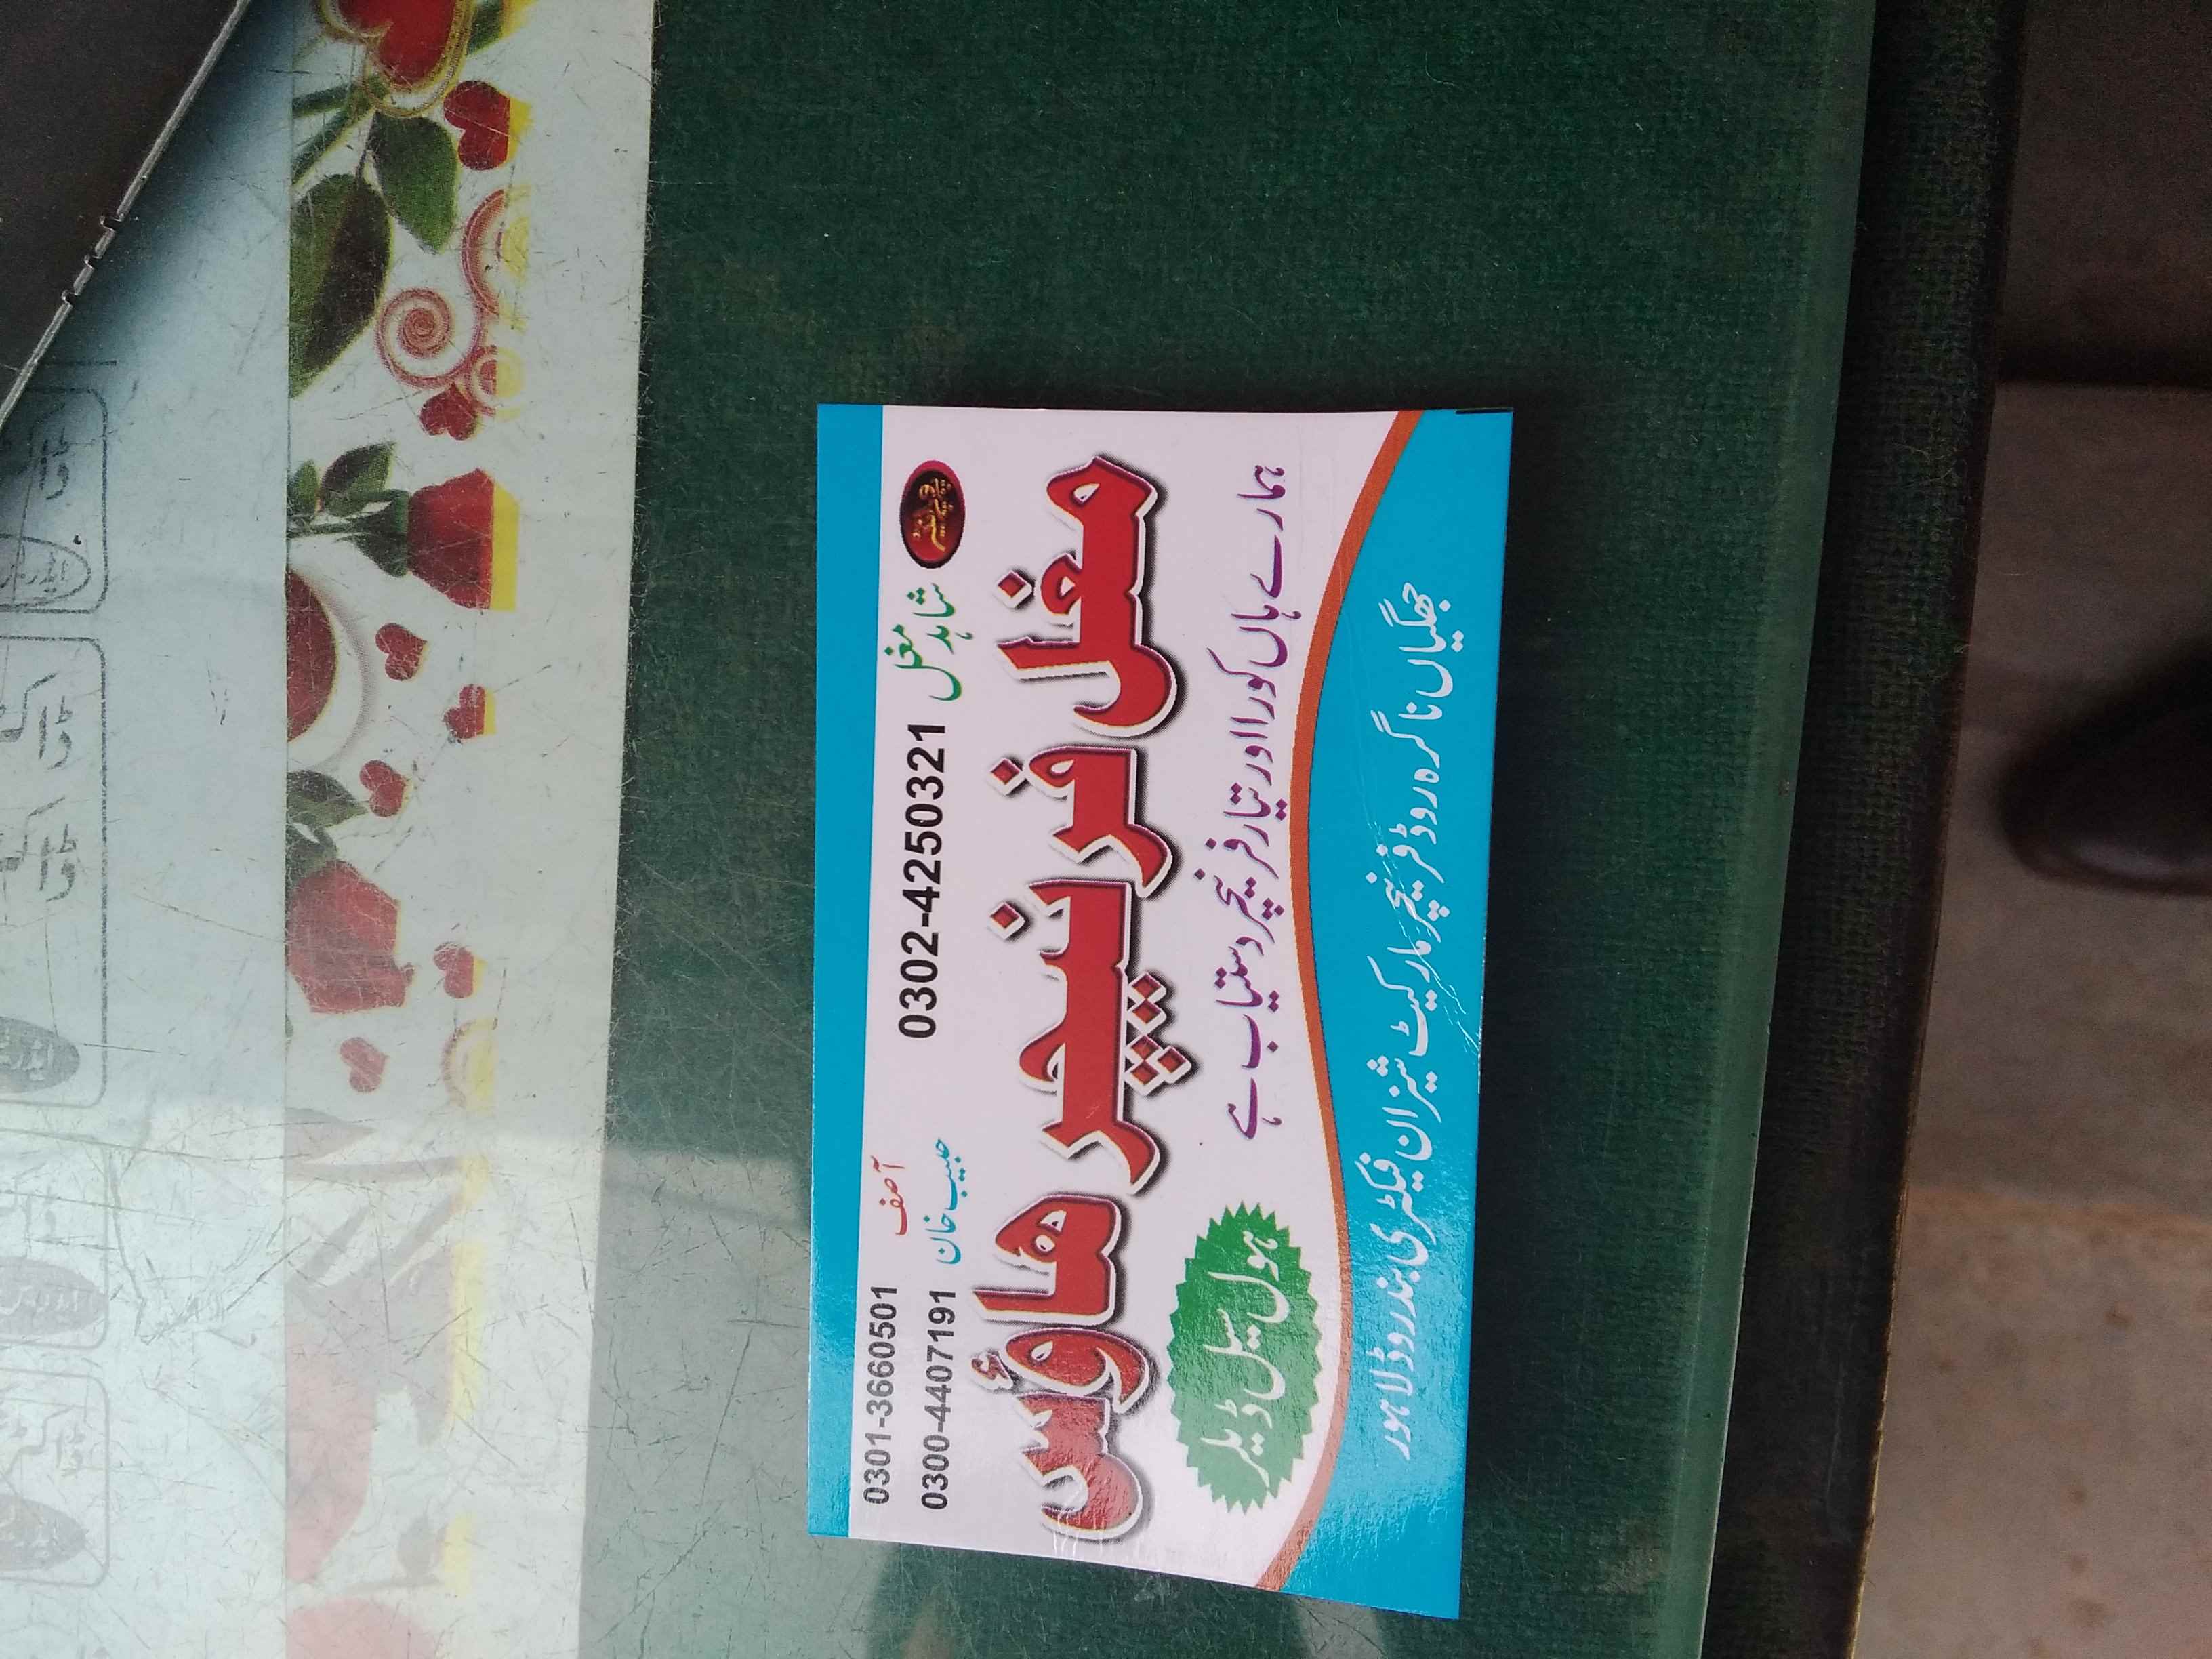 شاہد مغل 0302-4250321
آصف 0301-3660501
حبیب خان 0300-4407191
مغل فرنیچر ھاؤس
ہمارے ہاں کورا اور تیار فرنیچر دستیاب ہے
ہول سیل ڈیلر
جھگیاں ناگرہ روڈ فرنیچر مارکیٹ شیزان فیکٹری بند روڈ لاہور